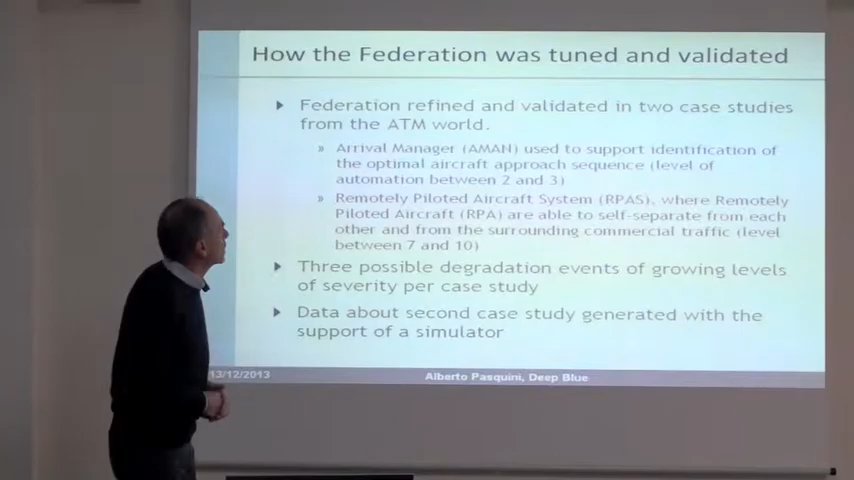 How the Federation was tuned and validated
Federation refined and validated in two case studies
from the ATM world.
» Arrival Manager (AMAN) used to support identification of
the optimal aircraft approach sequence (level of
automation between 2 and 3)
» Remotely Piloted Aircraft System (RPAS), where Remotely
Piloted Aircraft (RPA) are able to self-separate from each
other and from the surrounding commercial traffic (level
between 7 and 10)
Three possible degradation events of growing levels
of severity per case study
Data about second case study generated with the
support of a simulator
13/12/2013
Alberto Pasquini, Deep Blue